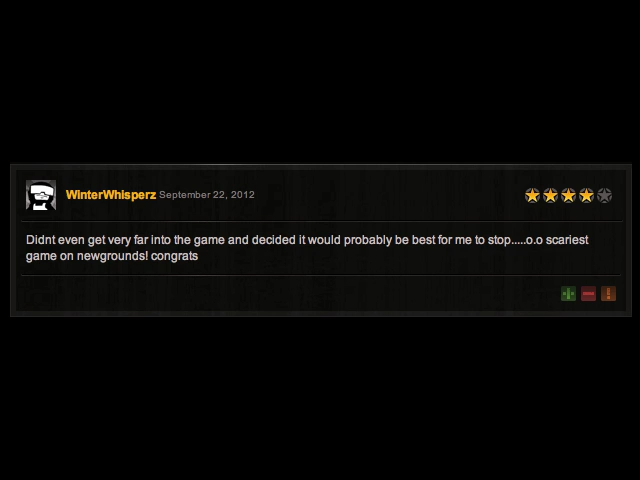 WinterWhisperz September 22, 2012
Didnt even get very far into the game and decided it would probably be best for me to stop.....o.o scariest
game on newgrounds! congrats